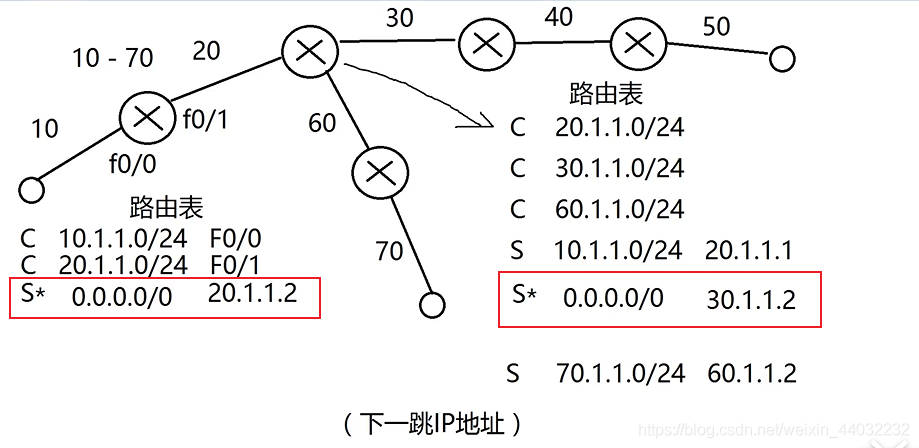 30
40
50
10 - 70
20
10
f0/1
f0/0
60
70
路由表
C 10.1.1.0/24 F0/0
C 20.1.1.0/24 F0/1
S* 0.0.0.0/0 20.1.1.2
路由表
C 20.1.1.0/24
C 30.1.1.0/24
C 60.1.1.0/24
S 10.1.1.0/24 20.1.1.1
S* 0.0.0.0/0 30.1.1.2
S 70.1.1.0/24 60.1.1.2
(下一跳IP地址)
https://blog.csdn.net/weixin_44032232